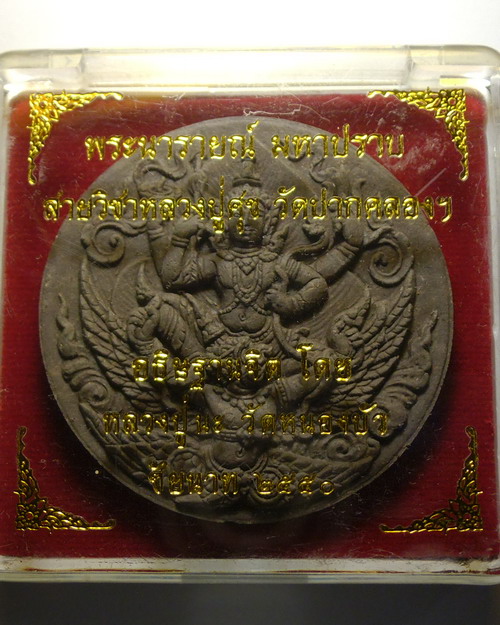 พระนารายณ์ มหาปราบ
สายวิชาหลวงปู่ศุข วัดปากคลองฯ
อธิษฐานจิต โดย
หลวงปู่นะ วัดหนองบัว
ชัยนาท ๒๕๕๐